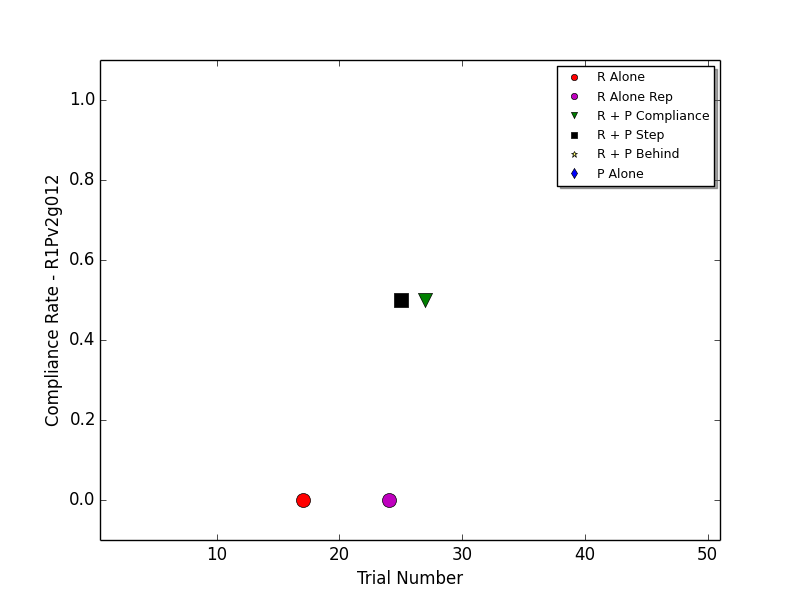 R Alone
R Alone Rep
R + P Compliance
R + P Step
R + P Behind
P Alone
1.0
0.8
0.6
0.4
0.2
0.0
Compliance Rate - R1Pv2g012
10 20 30 40 50
Trial Number